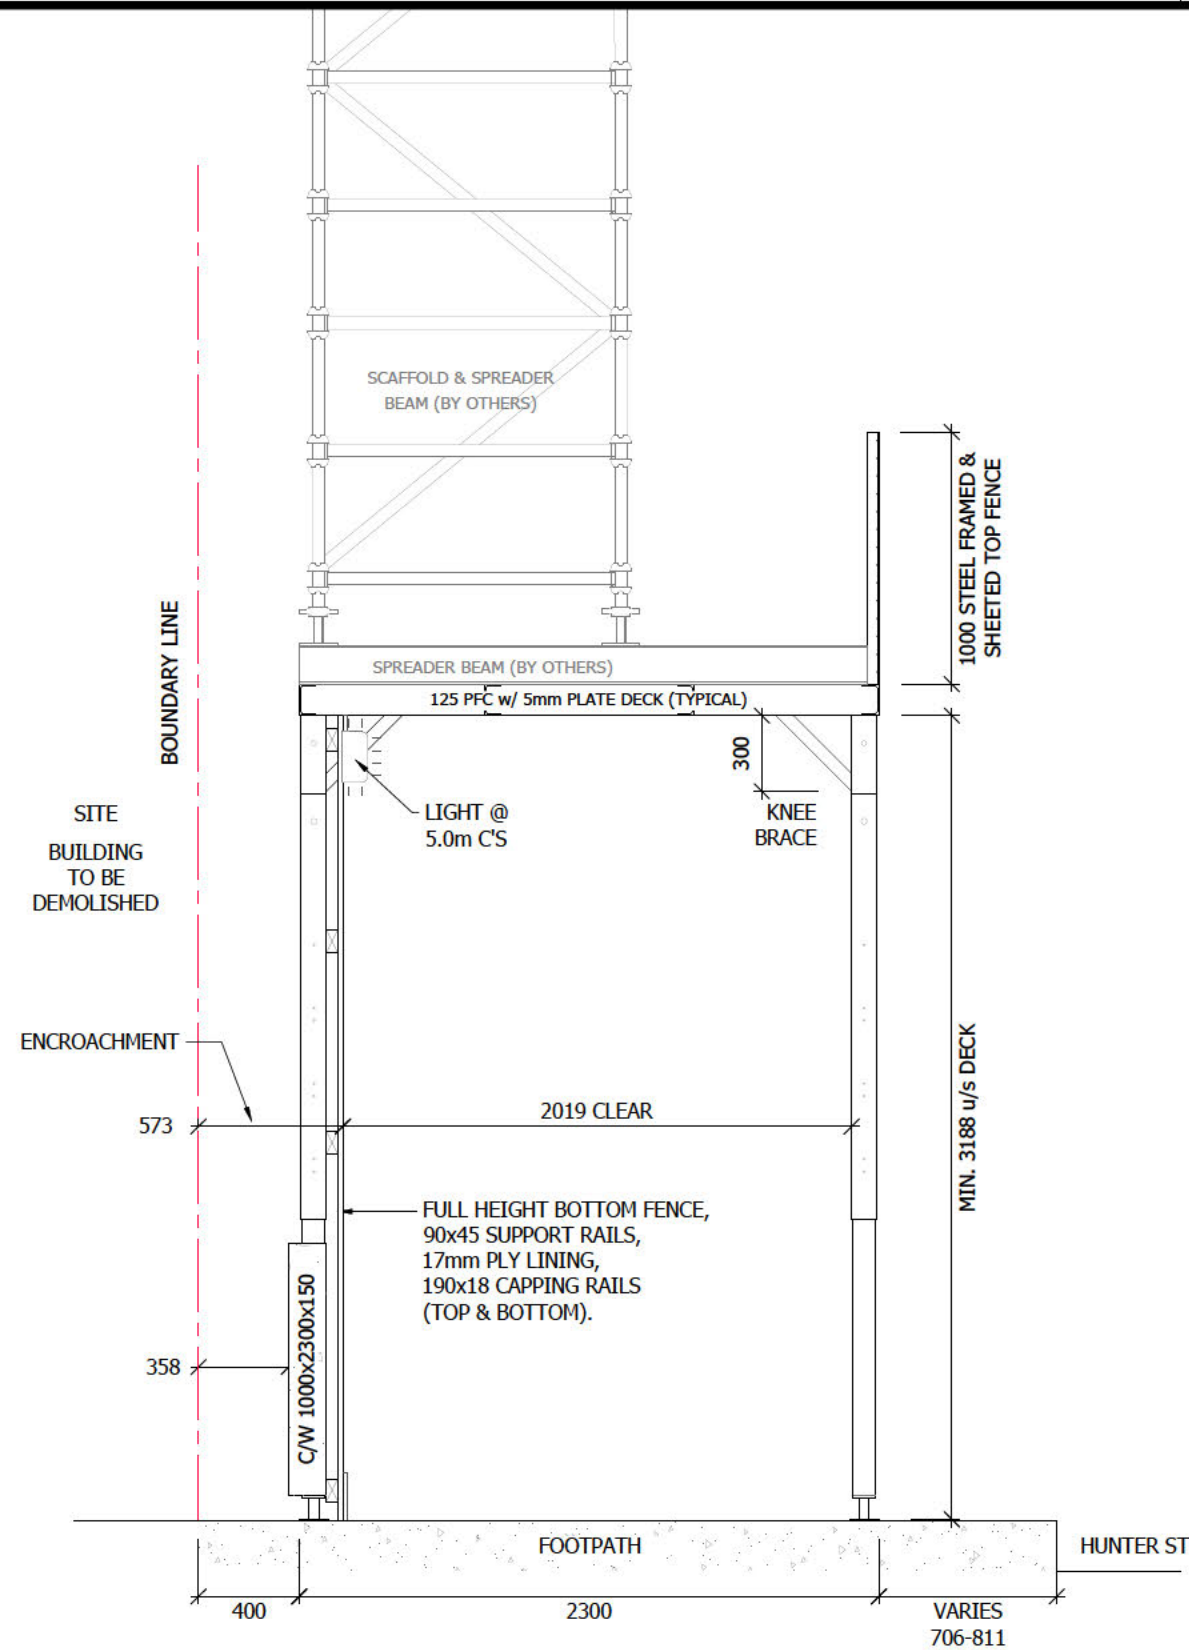 SCAFFOLD & SPREADER
BEAM (BY OTHERS)
1000 STEEL FRAMED &
SHEETED TOP FENCE
BOUNDARY LINE
SPREADER BEAM (BY OTHERS)
125 PFC w/ 5mm PLATE DECK (TYPICAL)
300
KNEE
BRACE
LIGHT @
5.0m C'S
SITE
BUILDING
TO BE
DEMOLISHED
ENCROACHMENT
573
2019 CLEAR
MIN. 3188 u/s DECK
FULL HEIGHT BOTTOM FENCE,
90x45 SUPPORT RAILS,
17mm PLY LINING,
190x18 CAPPING RAILS
(TOP & BOTTOM).
C/W 1000x2300x150
358
FOOTPATH
HUNTER ST
400
2300
VARIES
706-811